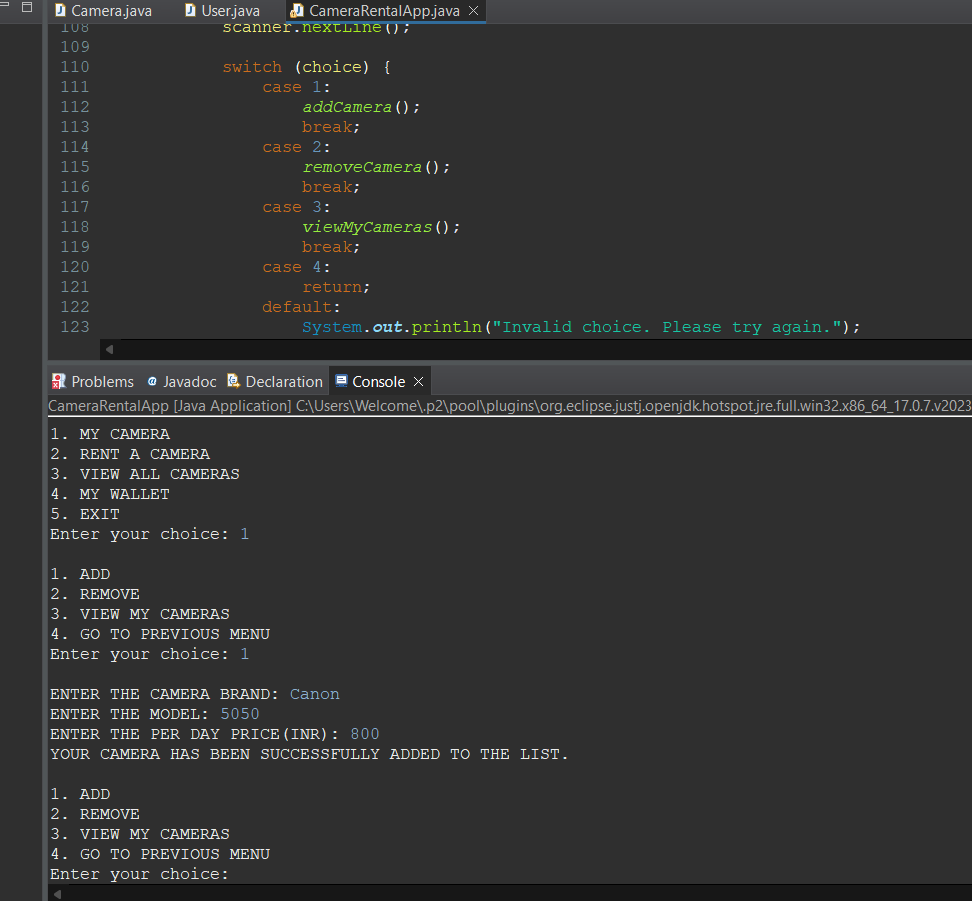 Camera.java User.java CameraRentalApp.java
108 scanner.nextLine();
109
110 switch (choice) {
111 case 1:
112 addCamera();
113 break;
114 case 2:
115 removeCamera();
116 break;
117 case 3:
118 viewMyCameras();
119 break;
120 case 4:
121 return;
122 default:
123 System.out.println("Invalid choice. Please try again.");
Problems @ Javadoc Declaration Console
CameraRentalApp [Java Application] C:\Users\Welcome\.p2\pool\plugins\org.eclipse.justj.openjdk.hotspot.jre.full.win32.x86_64_17.0.7.v2023
1. MY CAMERA
2. RENT A CAMERA
3. VIEW ALL CAMERAS
4. MY WALLET
5. EXIT
Enter your choice: 1
1. ADD
2. REMOVE
3. VIEW MY CAMERAS
4. GO TO PREVIOUS MENU
Enter your choice: 1
ENTER THE CAMERA BRAND: Canon
ENTER THE MODEL: 5050
ENTER THE PER DAY PRICE(INR): 800
YOUR CAMERA HAS BEEN SUCCESSFULLY ADDED TO THE LIST.
1. ADD
2. REMOVE
3. VIEW MY CAMERAS
4. GO TO PREVIOUS MENU
Enter your choice: